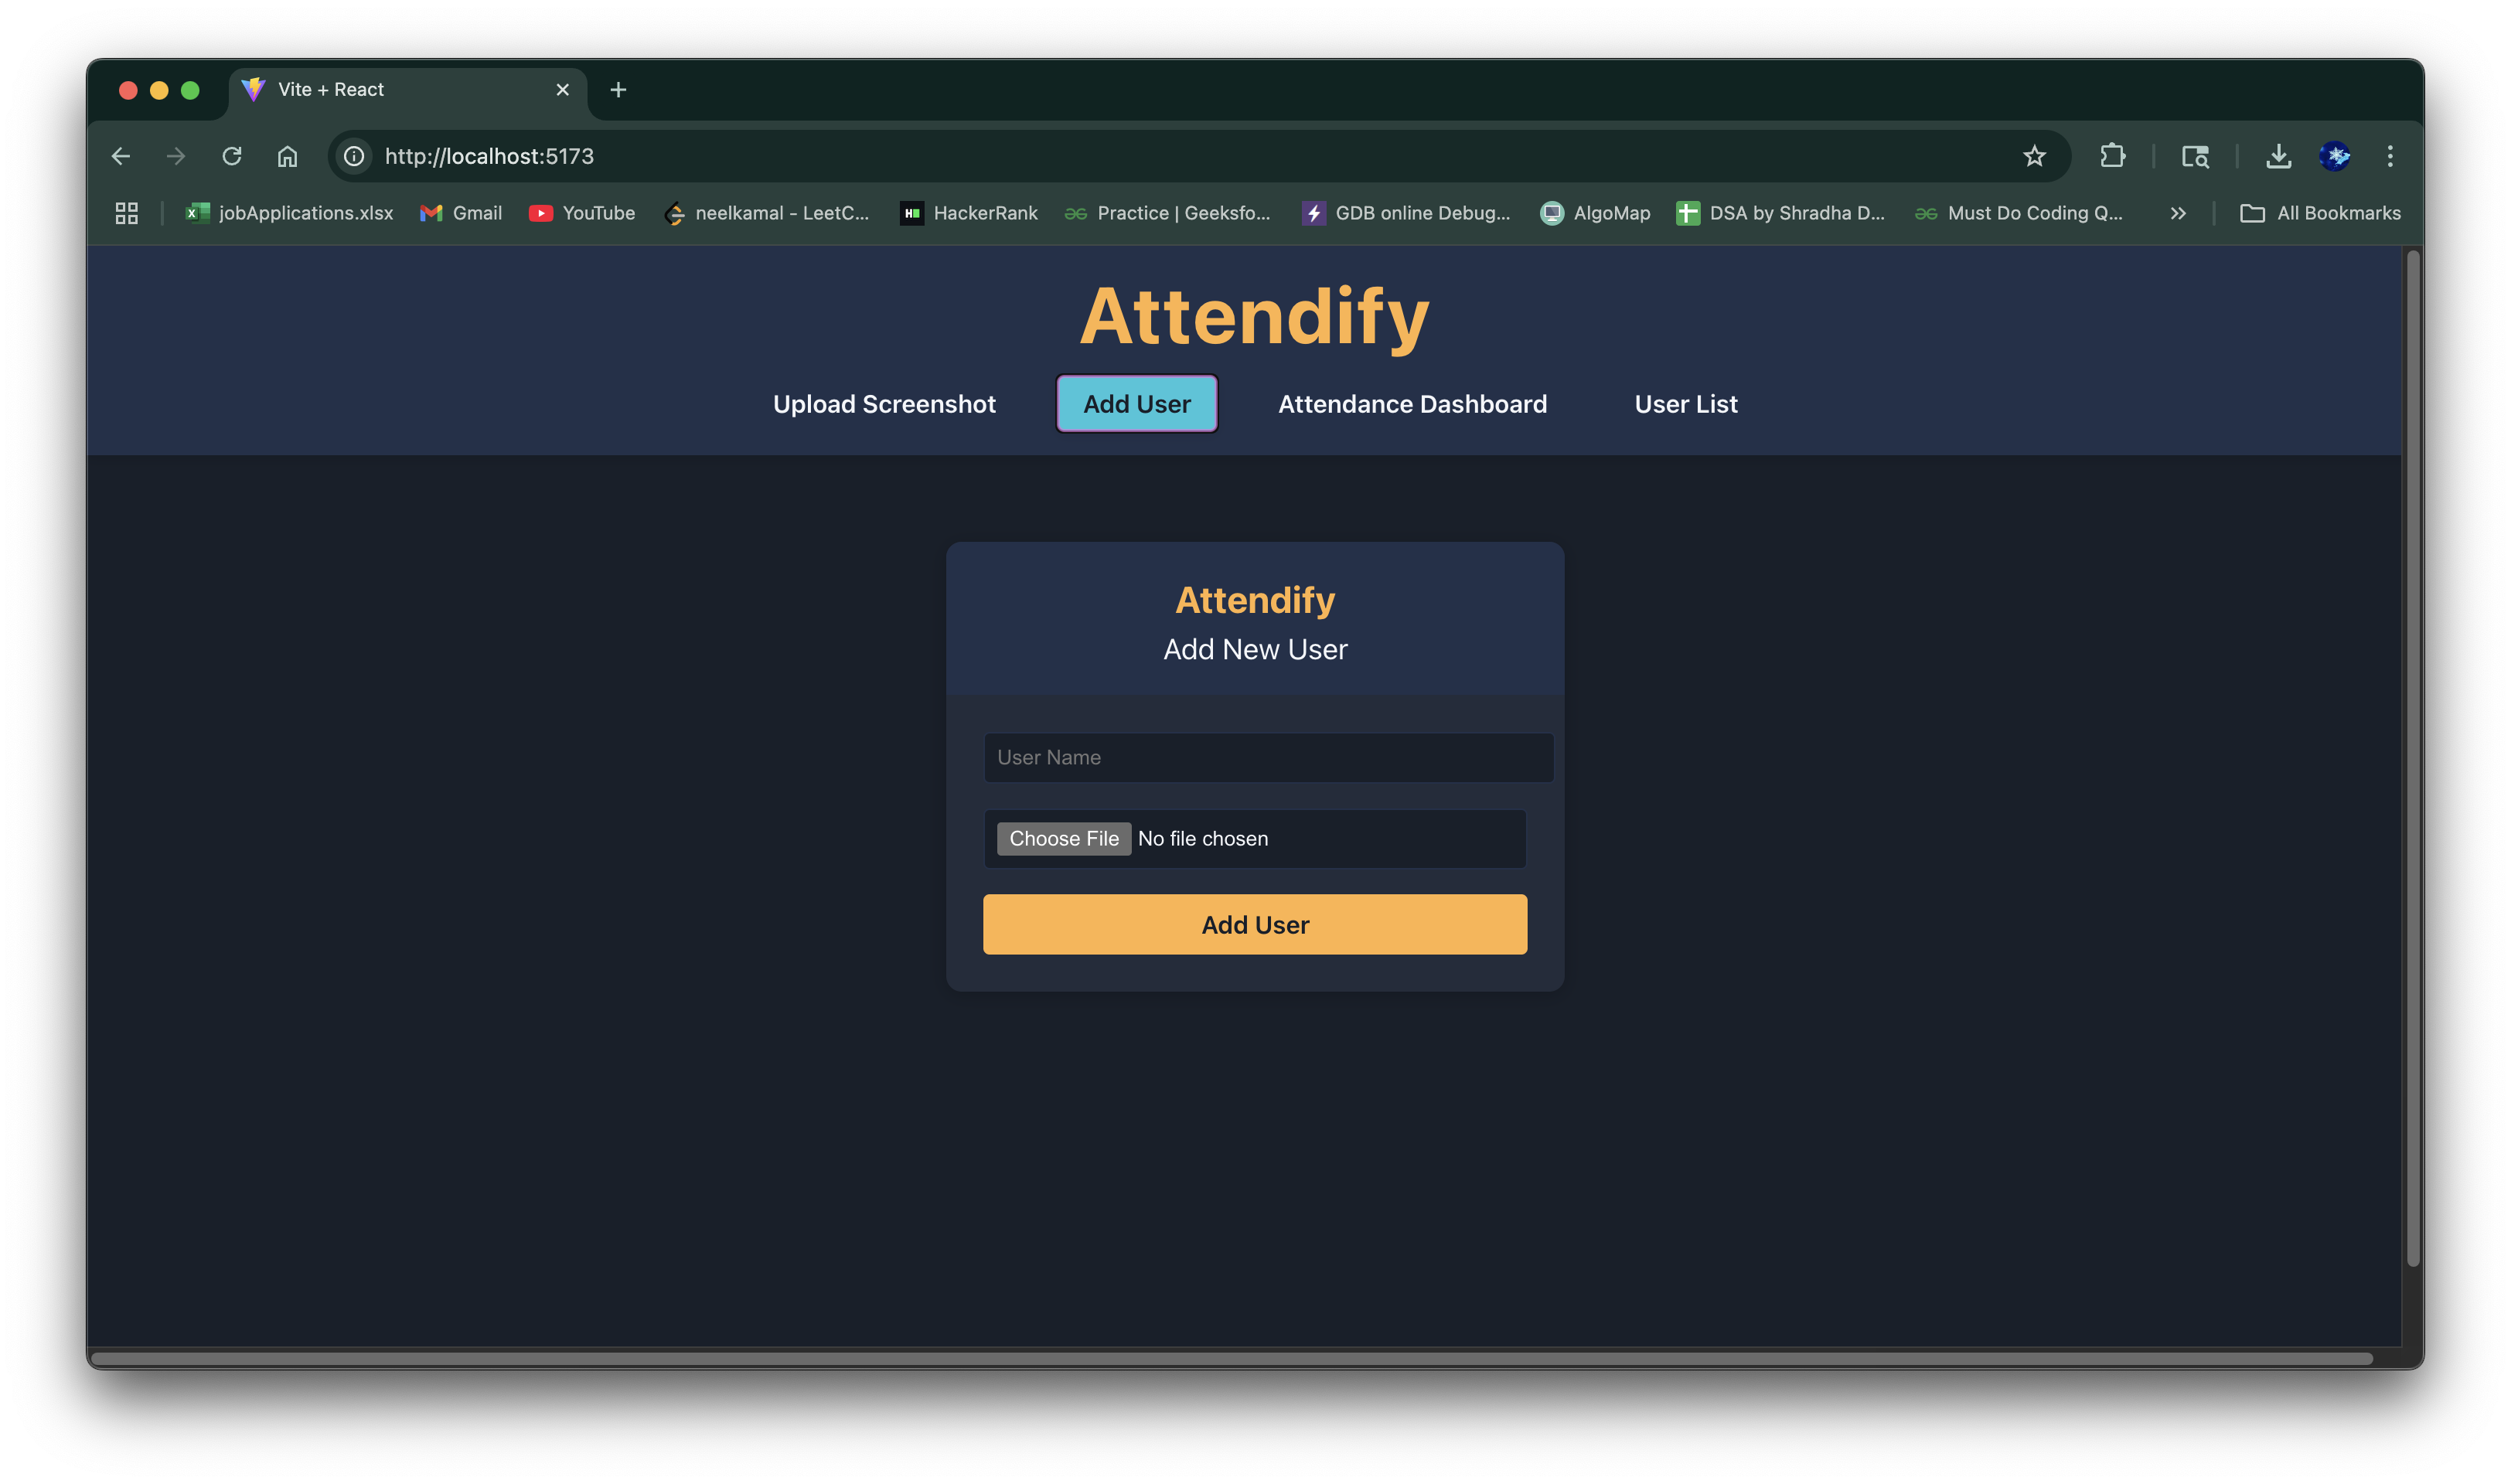 Vite + React
http://localhost:5173
jobApplications.xlsx Gmail YouTube neelkamal - LeetC... HackerRank Practice | Geeksfo... GDB online Debug... AlgoMap DSA by Shradha D... Must Do Coding Q... All Bookmarks
Attendify
Upload Screenshot Add User Attendance Dashboard User List
Attendify
Add New User
User Name
Choose File No file chosen
Add User